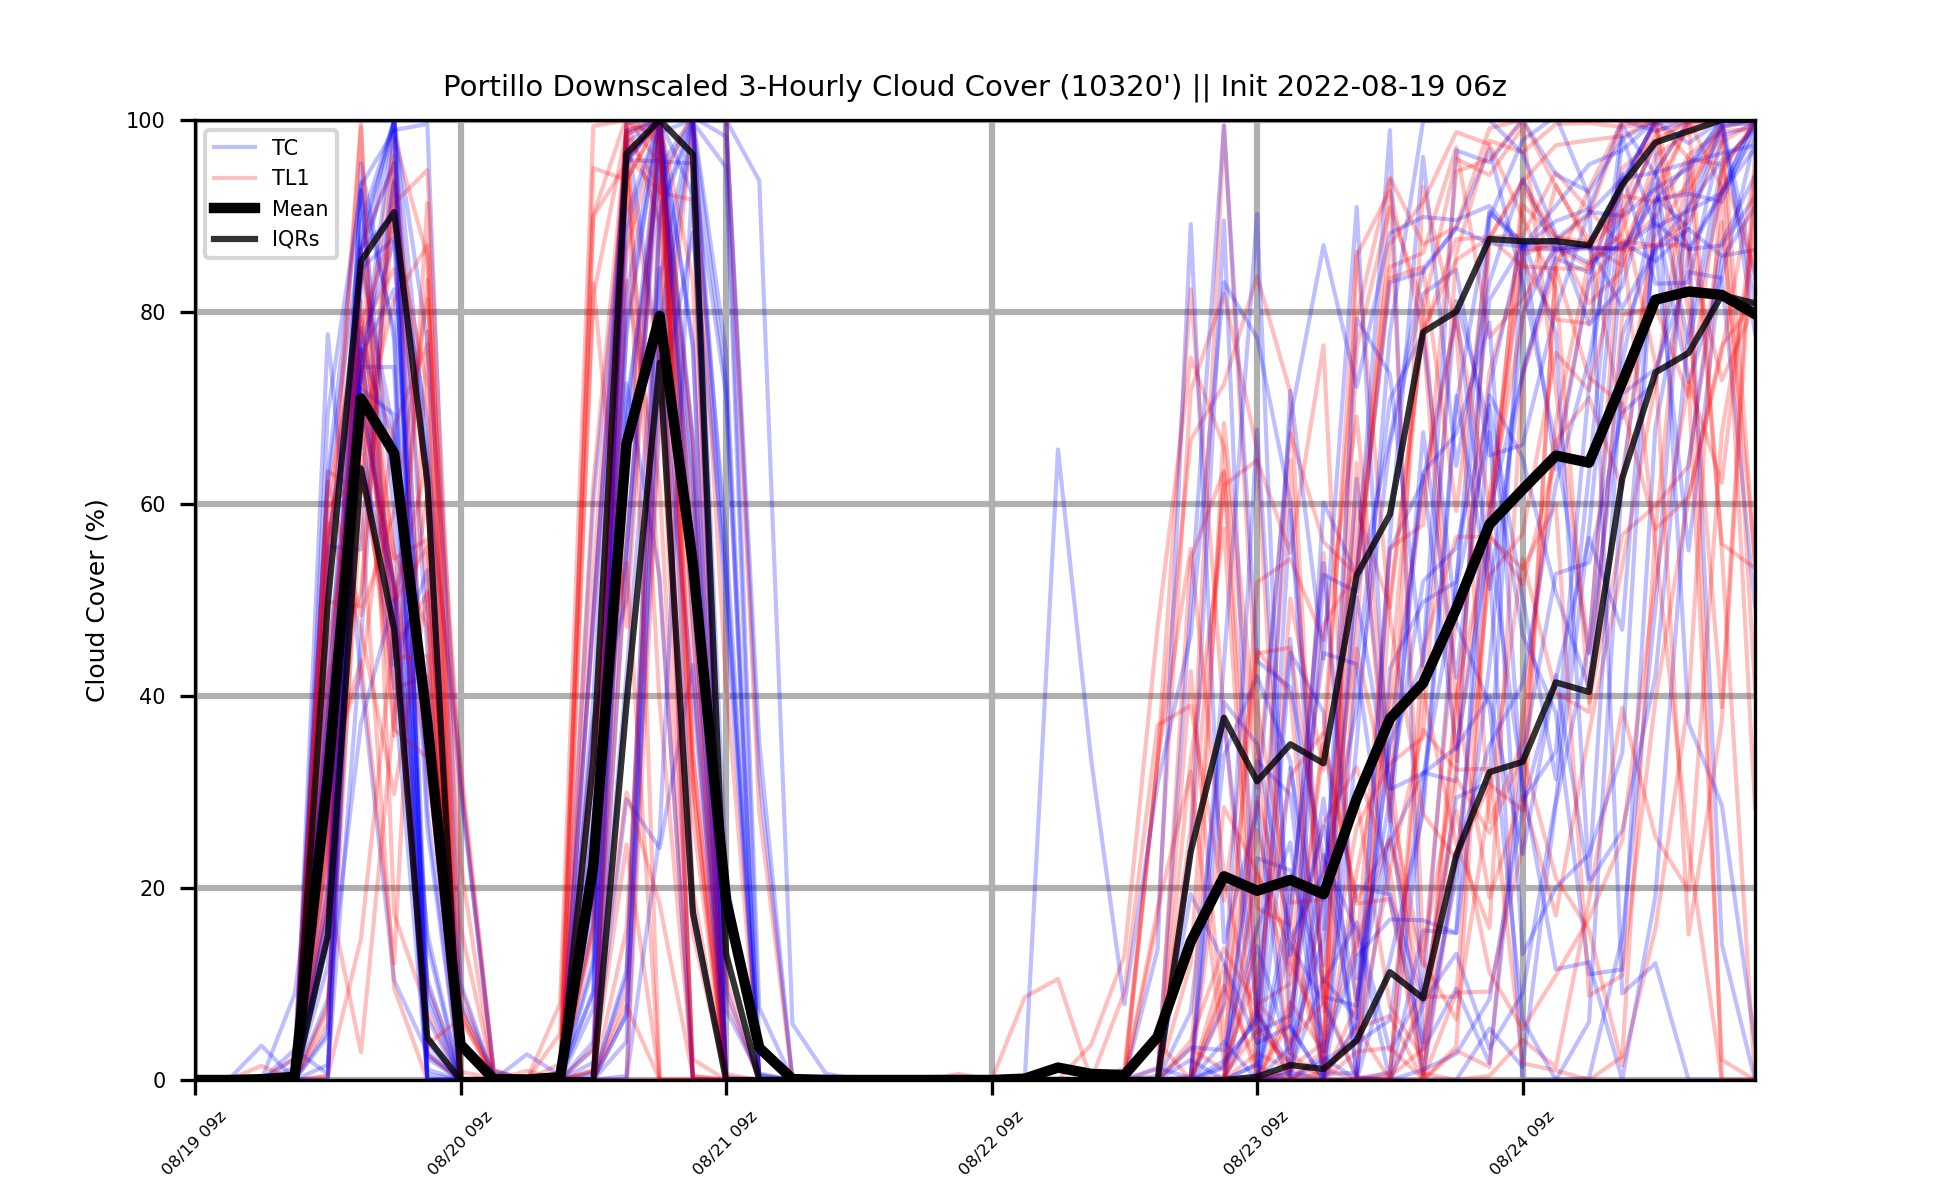 Portillo Downscaled 3-Hourly Cloud Cover (10320') || Init 2022-08-19 06z
TC
TL1
Mean
IQRs
Cloud Cover (%)
100
80
60
40
20
0
08/19 09z
08/20 09z
08/21 09z
08/22 09z
08/23 09z
08/24 09z